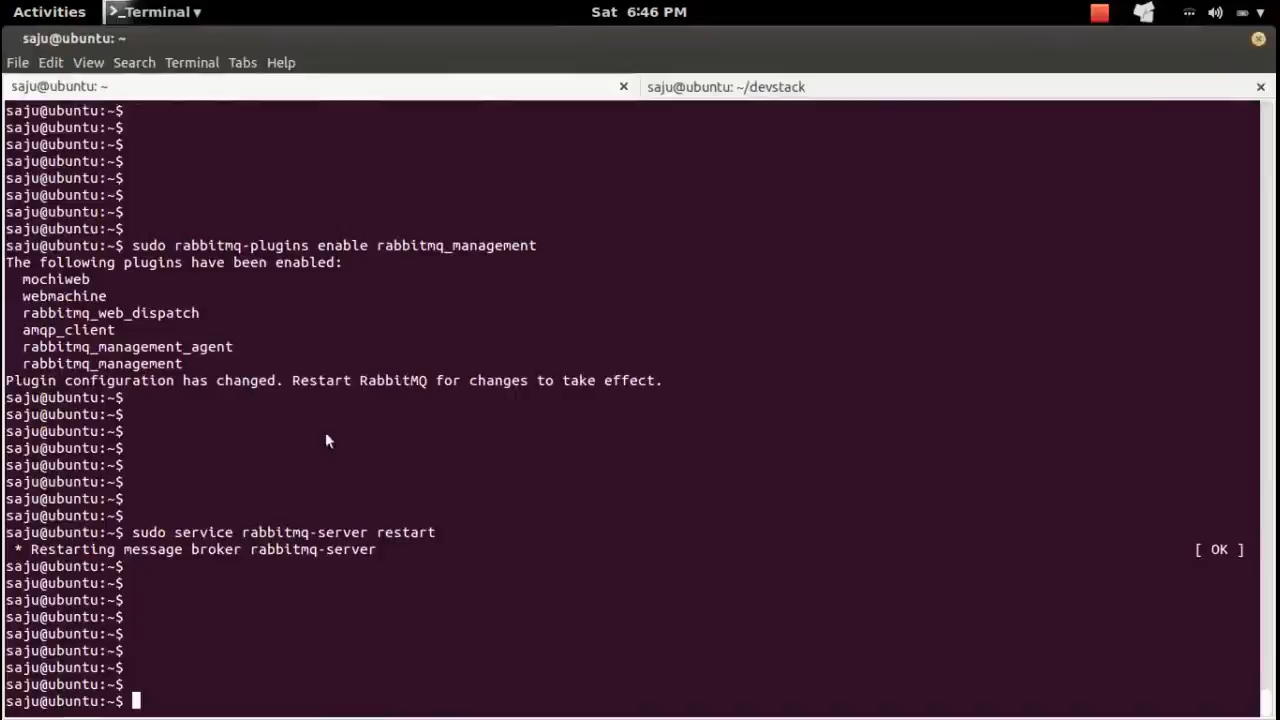 Activities >_Terminal ▾ Sat 6:46 PM
saju@ubuntu: ~
File Edit View Search Terminal Tabs Help
saju@ubuntu: ~ × saju@ubuntu: ~/devstack ×
saju@ubuntu:~$
saju@ubuntu:~$
saju@ubuntu:~$
saju@ubuntu:~$
saju@ubuntu:~$
saju@ubuntu:~$
saju@ubuntu:~$
saju@ubuntu:~$
saju@ubuntu:~$ sudo rabbitmq-plugins enable rabbitmq_management
The following plugins have been enabled:
  mochiweb
  webmachine
  rabbitmq_web_dispatch
  amqp_client
  rabbitmq_management_agent
  rabbitmq_management
Plugin configuration has changed. Restart RabbitMQ for changes to take effect.
saju@ubuntu:~$
saju@ubuntu:~$
saju@ubuntu:~$
saju@ubuntu:~$
saju@ubuntu:~$
saju@ubuntu:~$
saju@ubuntu:~$
saju@ubuntu:~$
saju@ubuntu:~$ sudo service rabbitmq-server restart
 * Restarting message broker rabbitmq-server [ OK ]
saju@ubuntu:~$
saju@ubuntu:~$
saju@ubuntu:~$
saju@ubuntu:~$
saju@ubuntu:~$
saju@ubuntu:~$
saju@ubuntu:~$
saju@ubuntu:~$
saju@ubuntu:~$